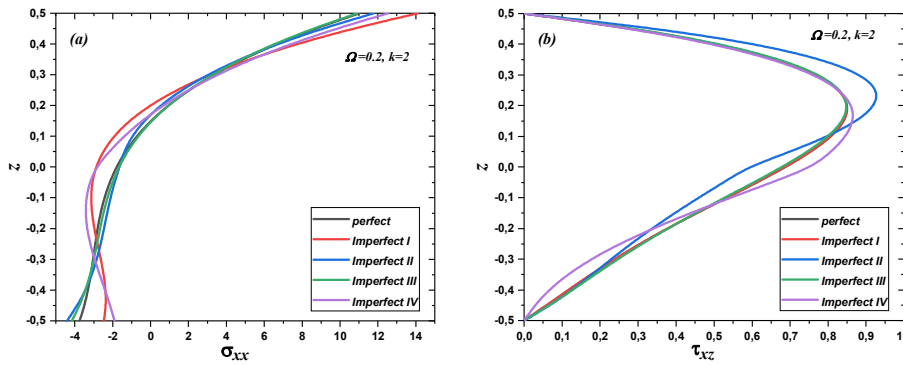 (a)
Ω=0.2, k=2
0,5
0,4
0,3
0,2
0,1
0,0
-0,1
-0,2
-0,3
-0,4
-0,5
z
perfect
Imperfect I
Imperfect II
Imperfect III
Imperfect IV
-4 -2 0 2 4 6 8 10 12 14
σxx
(b)
Ω=0.2, k=2
0,5
0,4
0,3
0,2
0,1
0,0
-0,1
-0,2
-0,3
-0,4
-0,5
z
perfect
Imperfect I
Imperfect II
Imperfect III
Imperfect IV
0,0 0,1 0,2 0,3 0,4 0,5 0,6 0,7 0,8 0,9
τxz